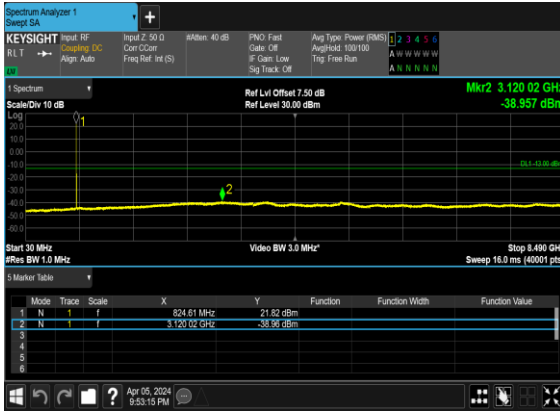 Spectrum Analyzer 1
Swept SA
+
KEYSIGHT Input: RF Input Z: 50 Ω #Atten: 40 dB PNO: Fast Avg Type: Power (RMS) 1 2 3 4 5 6
RLT Coupling: DC Corr CCorr Gate: Off Avg|Hold: 100/100 A W W W W W
Align: Auto Freq Ref: Int (S) IF Gain: Low Trig: Free Run
Sig Track: Off A N N N N N
1 Spectrum Ref Lvl Offset 7.50 dB Mkr2 3.120 02 GHz
Scale/Div 10 dB Ref Level 30.00 dBm -38.957 dBm
Log
20.0
10.0
0.00
-10.0
-20.0
-30.0
-40.0
-50.0
-60.0
1
DL1 -13.00 dBm
2
Start 30 MHz Video BW 3.0 MHz* Stop 8.490 GH
#Res BW 1.0 MHz Sweep 16.0 ms (40001 pts
5 Marker Table
Mode Trace Scale X Y Function Function Width Function Value
1 N 1 f 824.61 MHz 21.82 dBm
2 N 1 f 3.120 02 GHz -38.96 dBm
3
4
5
6
? Apr 05, 2024
9:53:15 PM